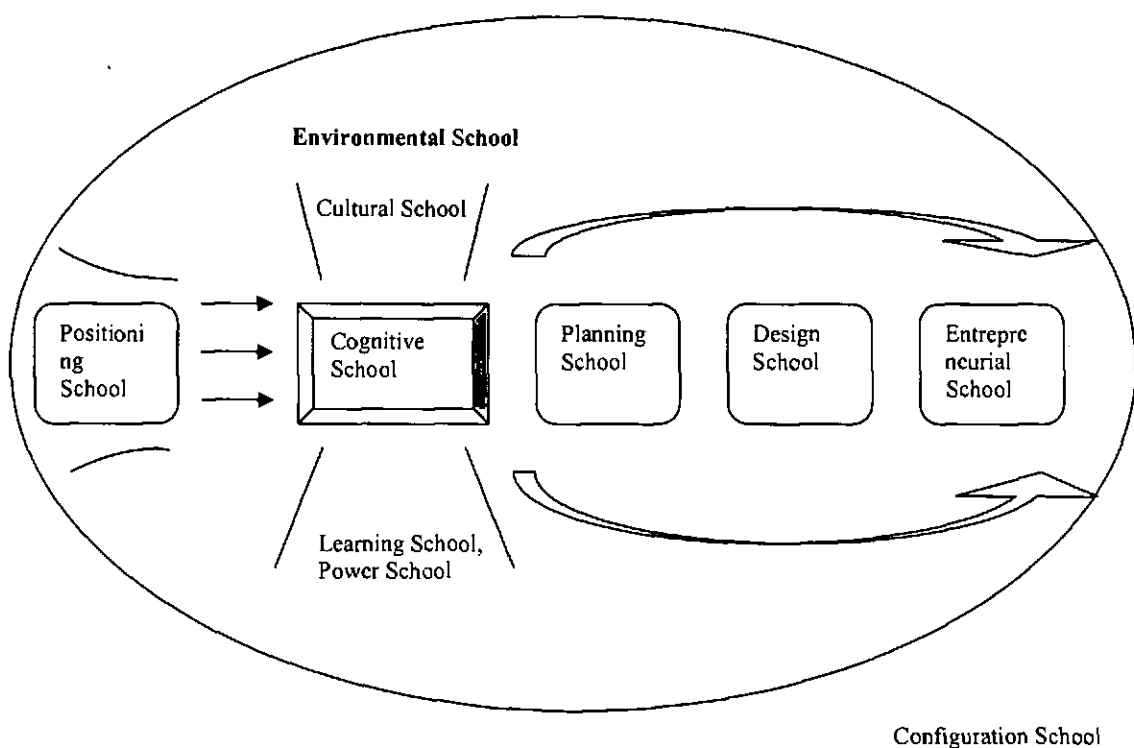 Environmental School
Cultural School
Positioni
ng
School
Cognitive
School
Planning
School
Design
School
Entrepre
neurial
School
Learning School,
Power School
Configuration School